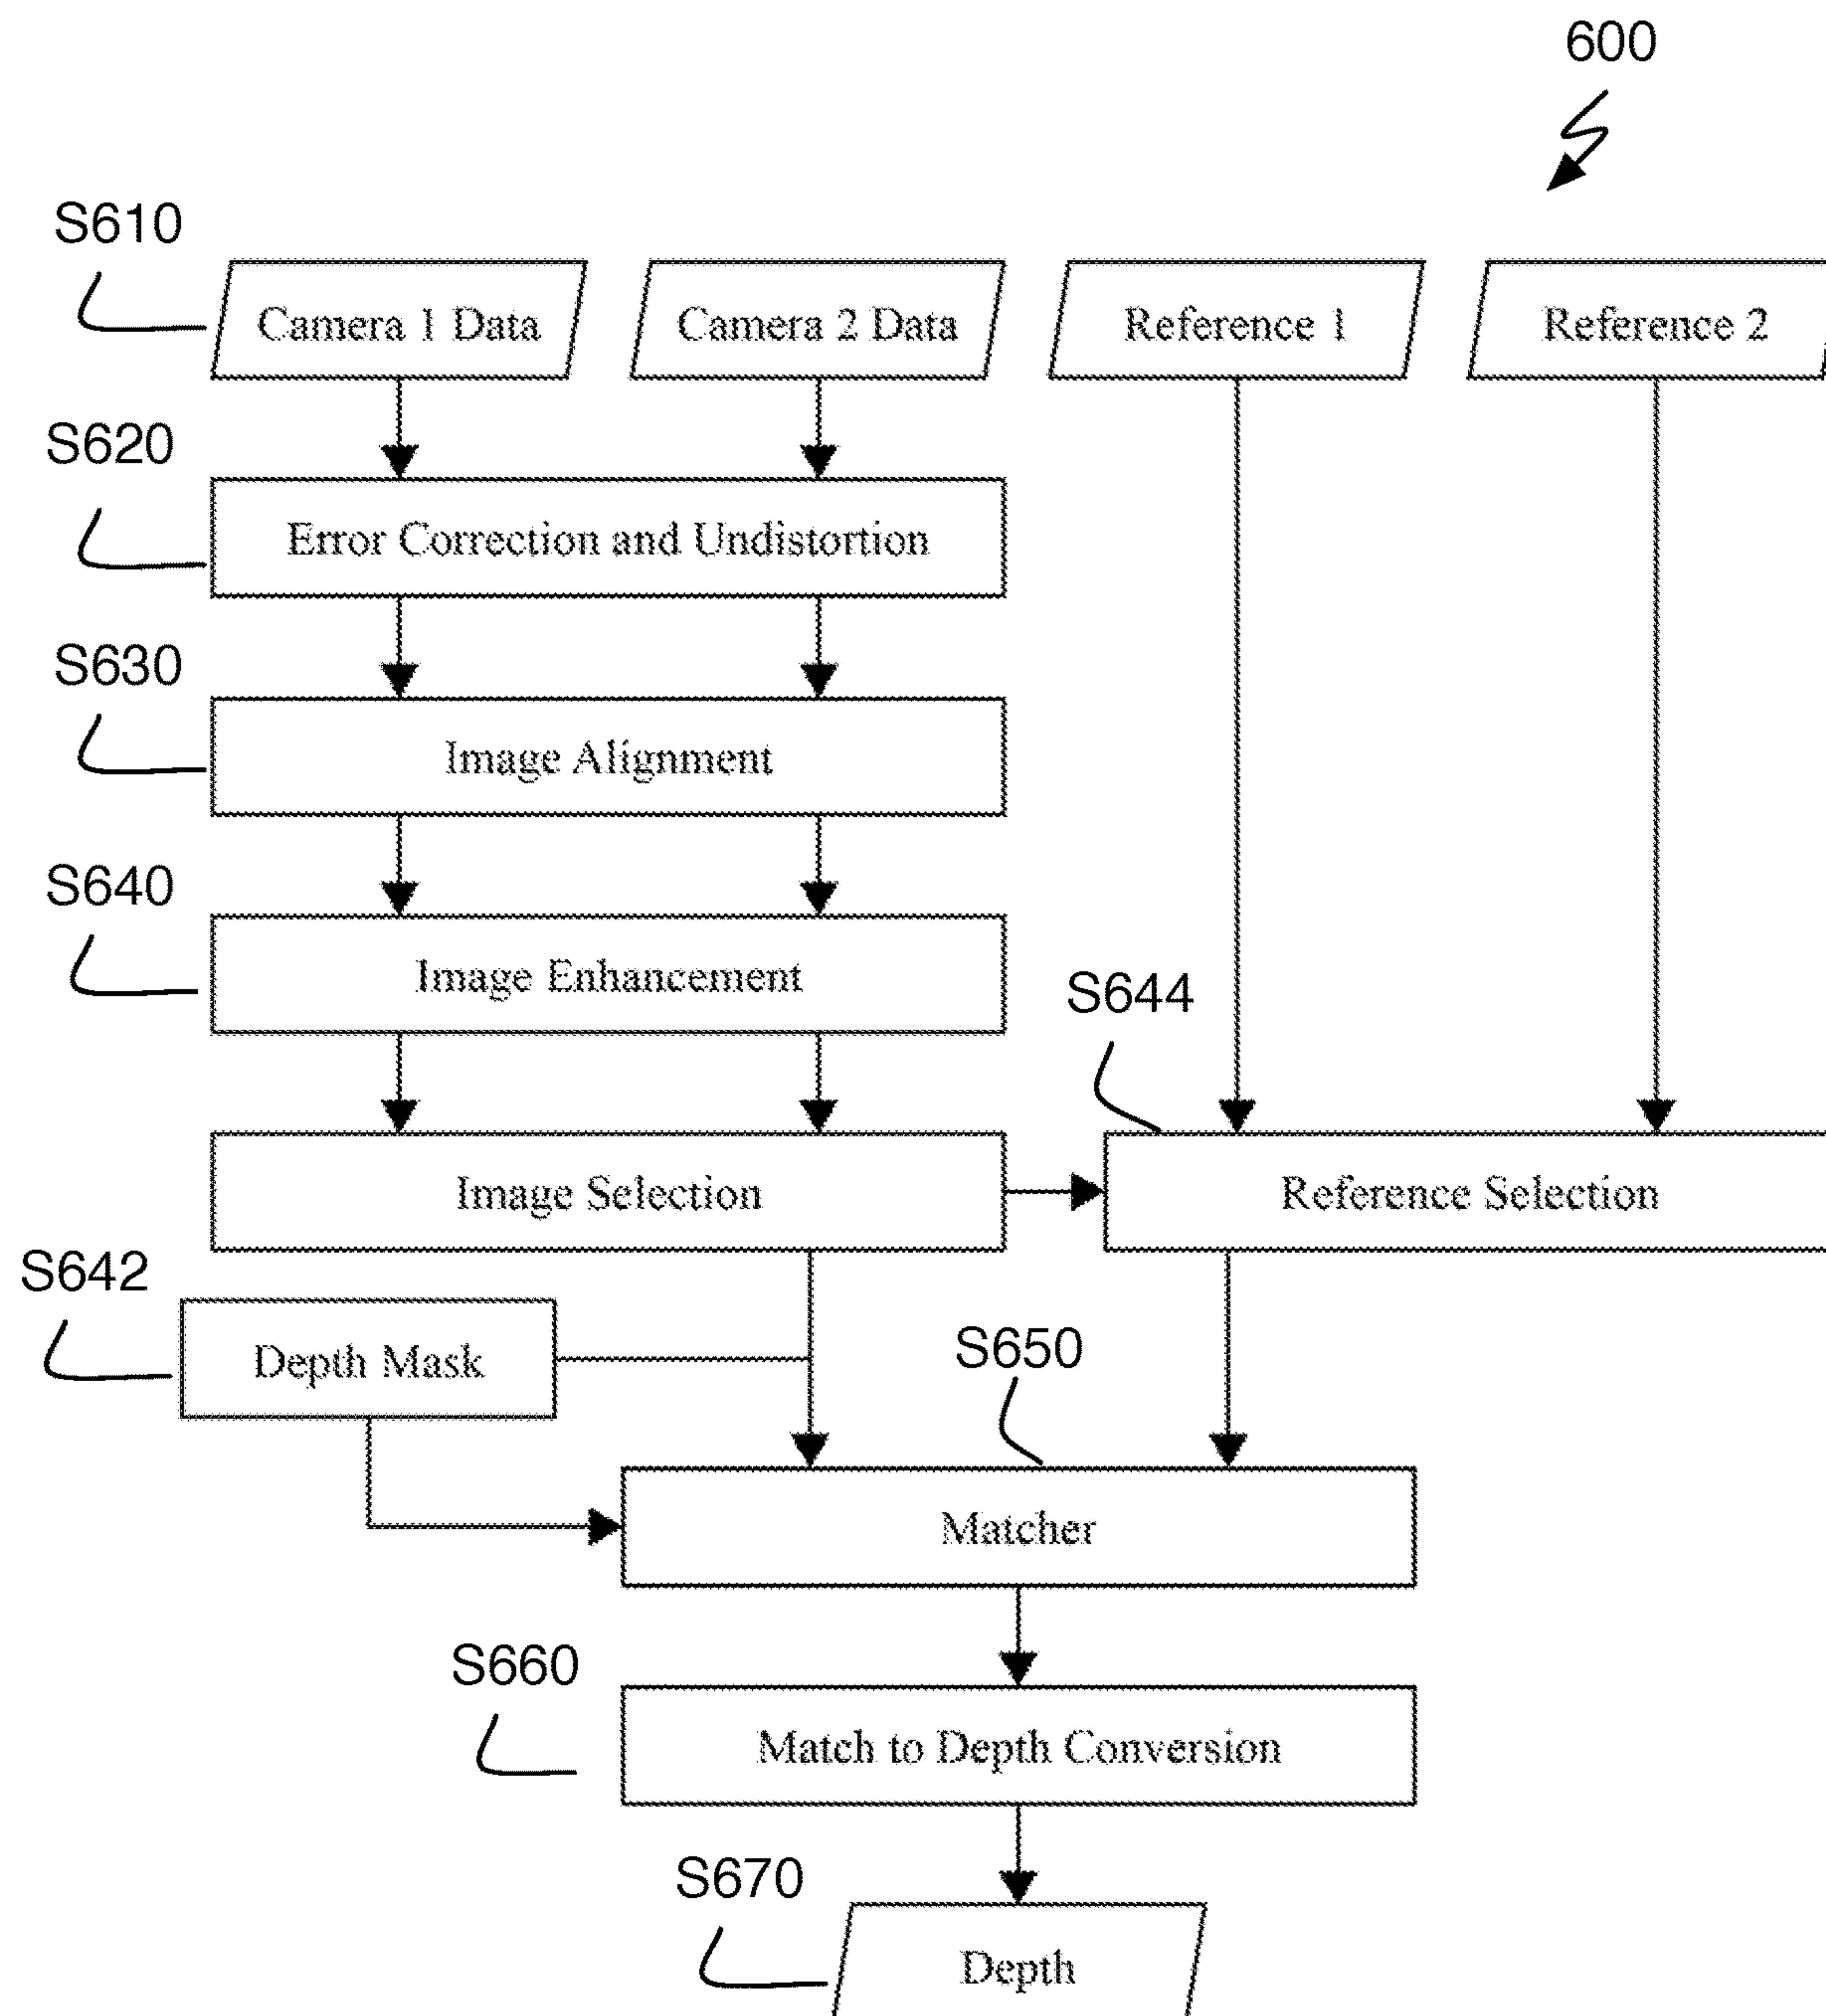 600
S610
Camera 1 Data
Camera 2 Data
Reference 1
Reference 2
S620
Error Correction and Undistortion
S630
Image Alignment
S640
Image Enhancement
S644
Image Selection
Reference Selection
S642
Depth Mask
S650
Matcher
S660
Match to Depth Conversion
S670
Depth